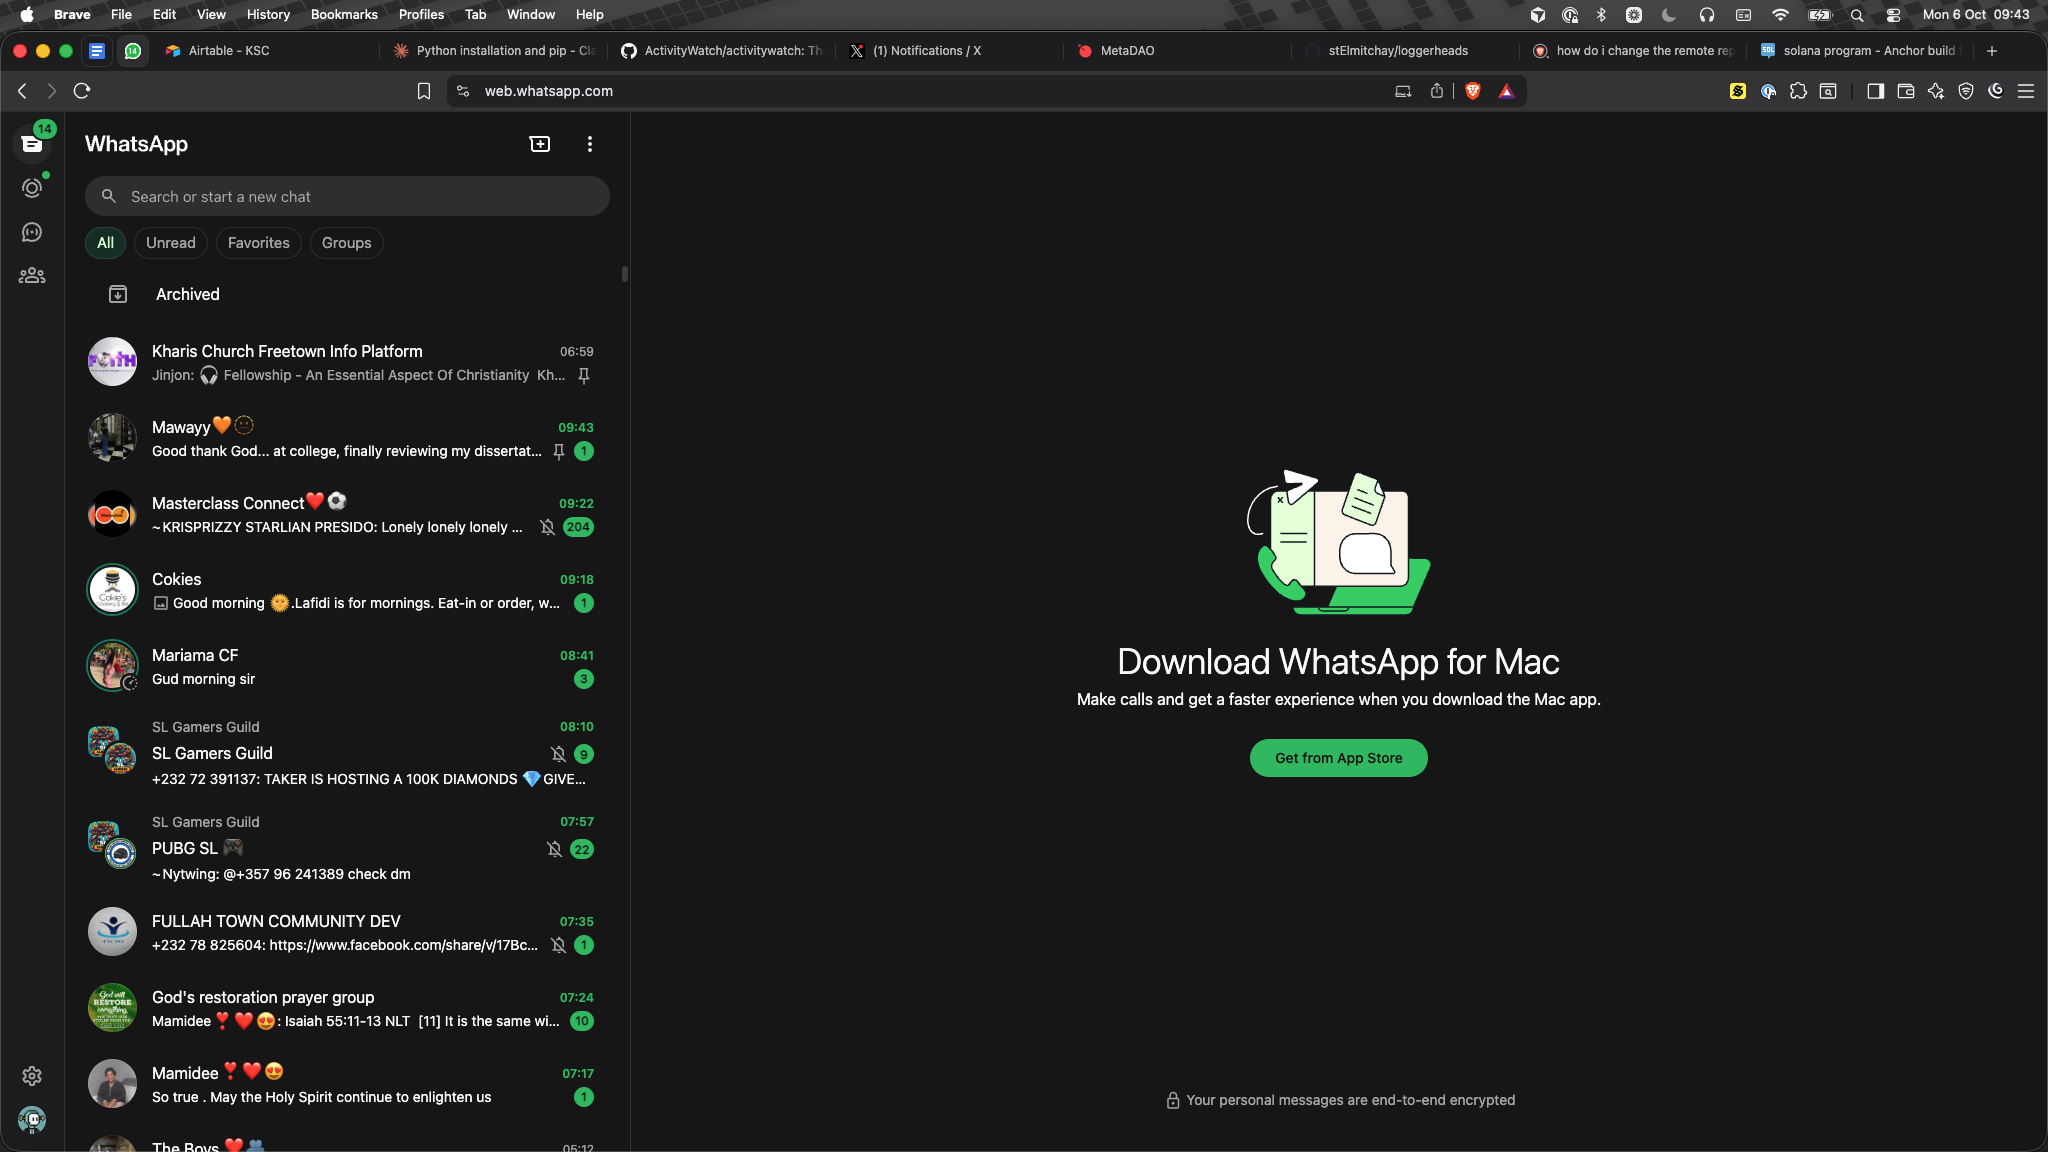 Brave File Edit View History Bookmarks Profiles Tab Window Help
Mon 6 Oct 09:43
14
Airtable - KSC
Python installation and pip - Cla
ActivityWatch/activitywatch: Th
(1) Notifications / X
MetaDAO
stElmitchay/loggerheads
how do i change the remote rep
SOL
solana program - Anchor build f
web.whatsapp.com
14
WhatsApp
Search or start a new chat
All Unread Favorites Groups
Archived
Kharis Church Freetown Info Platform 06:59
Jinjon: 🎧 Fellowship - An Essential Aspect Of Christianity Kh...
Mawayy🧡🫥 09:43
Good thank God... at college, finally reviewing my dissertat... 1
Masterclass Connect❤️⚽ 09:22
~KRISPRIZZY STARLIAN PRESIDO: Lonely lonely lonely ... 204
Cokies 09:18
Good morning 🌞.Lafidi is for mornings. Eat-in or order, w... 1
Mariama CF 08:41
Gud morning sir 3
SL Gamers Guild 08:10
SL Gamers Guild 9
+232 72 391137: TAKER IS HOSTING A 100K DIAMONDS 💎GIVE...
SL Gamers Guild 07:57
PUBG SL 🎮 22
~Nytwing: @+357 96 241389 check dm
FULLAH TOWN COMMUNITY DEV 07:35
+232 78 825604: https://www.facebook.com/share/v/17Bc... 1
God's restoration prayer group 07:24
Mamidee❣️❤️😍: Isaiah 55:11-13 NLT [11] It is the same wi... 10
Mamidee❣️❤️😍 07:17
So true . May the Holy Spirit continue to enlighten us 1
The Boys ❤️🫂 05:12
Download WhatsApp for Mac
Make calls and get a faster experience when you download the Mac app.
Get from App Store
Your personal messages are end-to-end encrypted